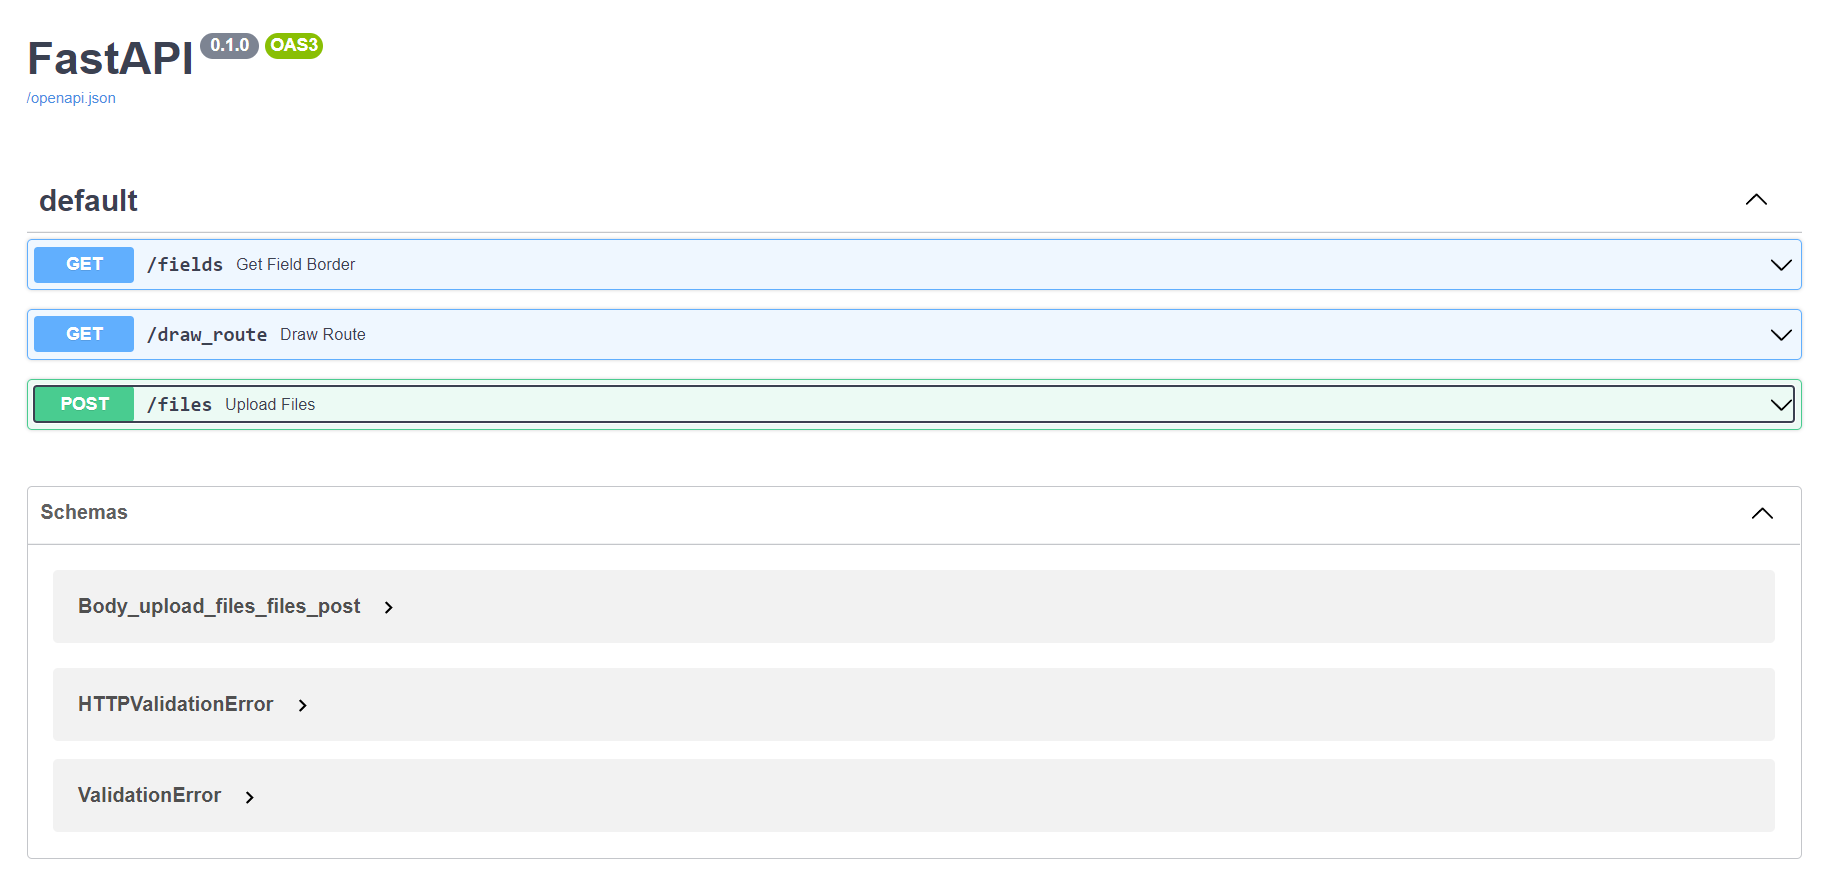 FastAPI 0.1.0 OAS3
/openapi.json
default
GET /fields Get Field Border
GET /draw_route Draw Route
POST /files Upload Files
Schemas
Body_upload_files_files_post
HTTPValidationError
ValidationError